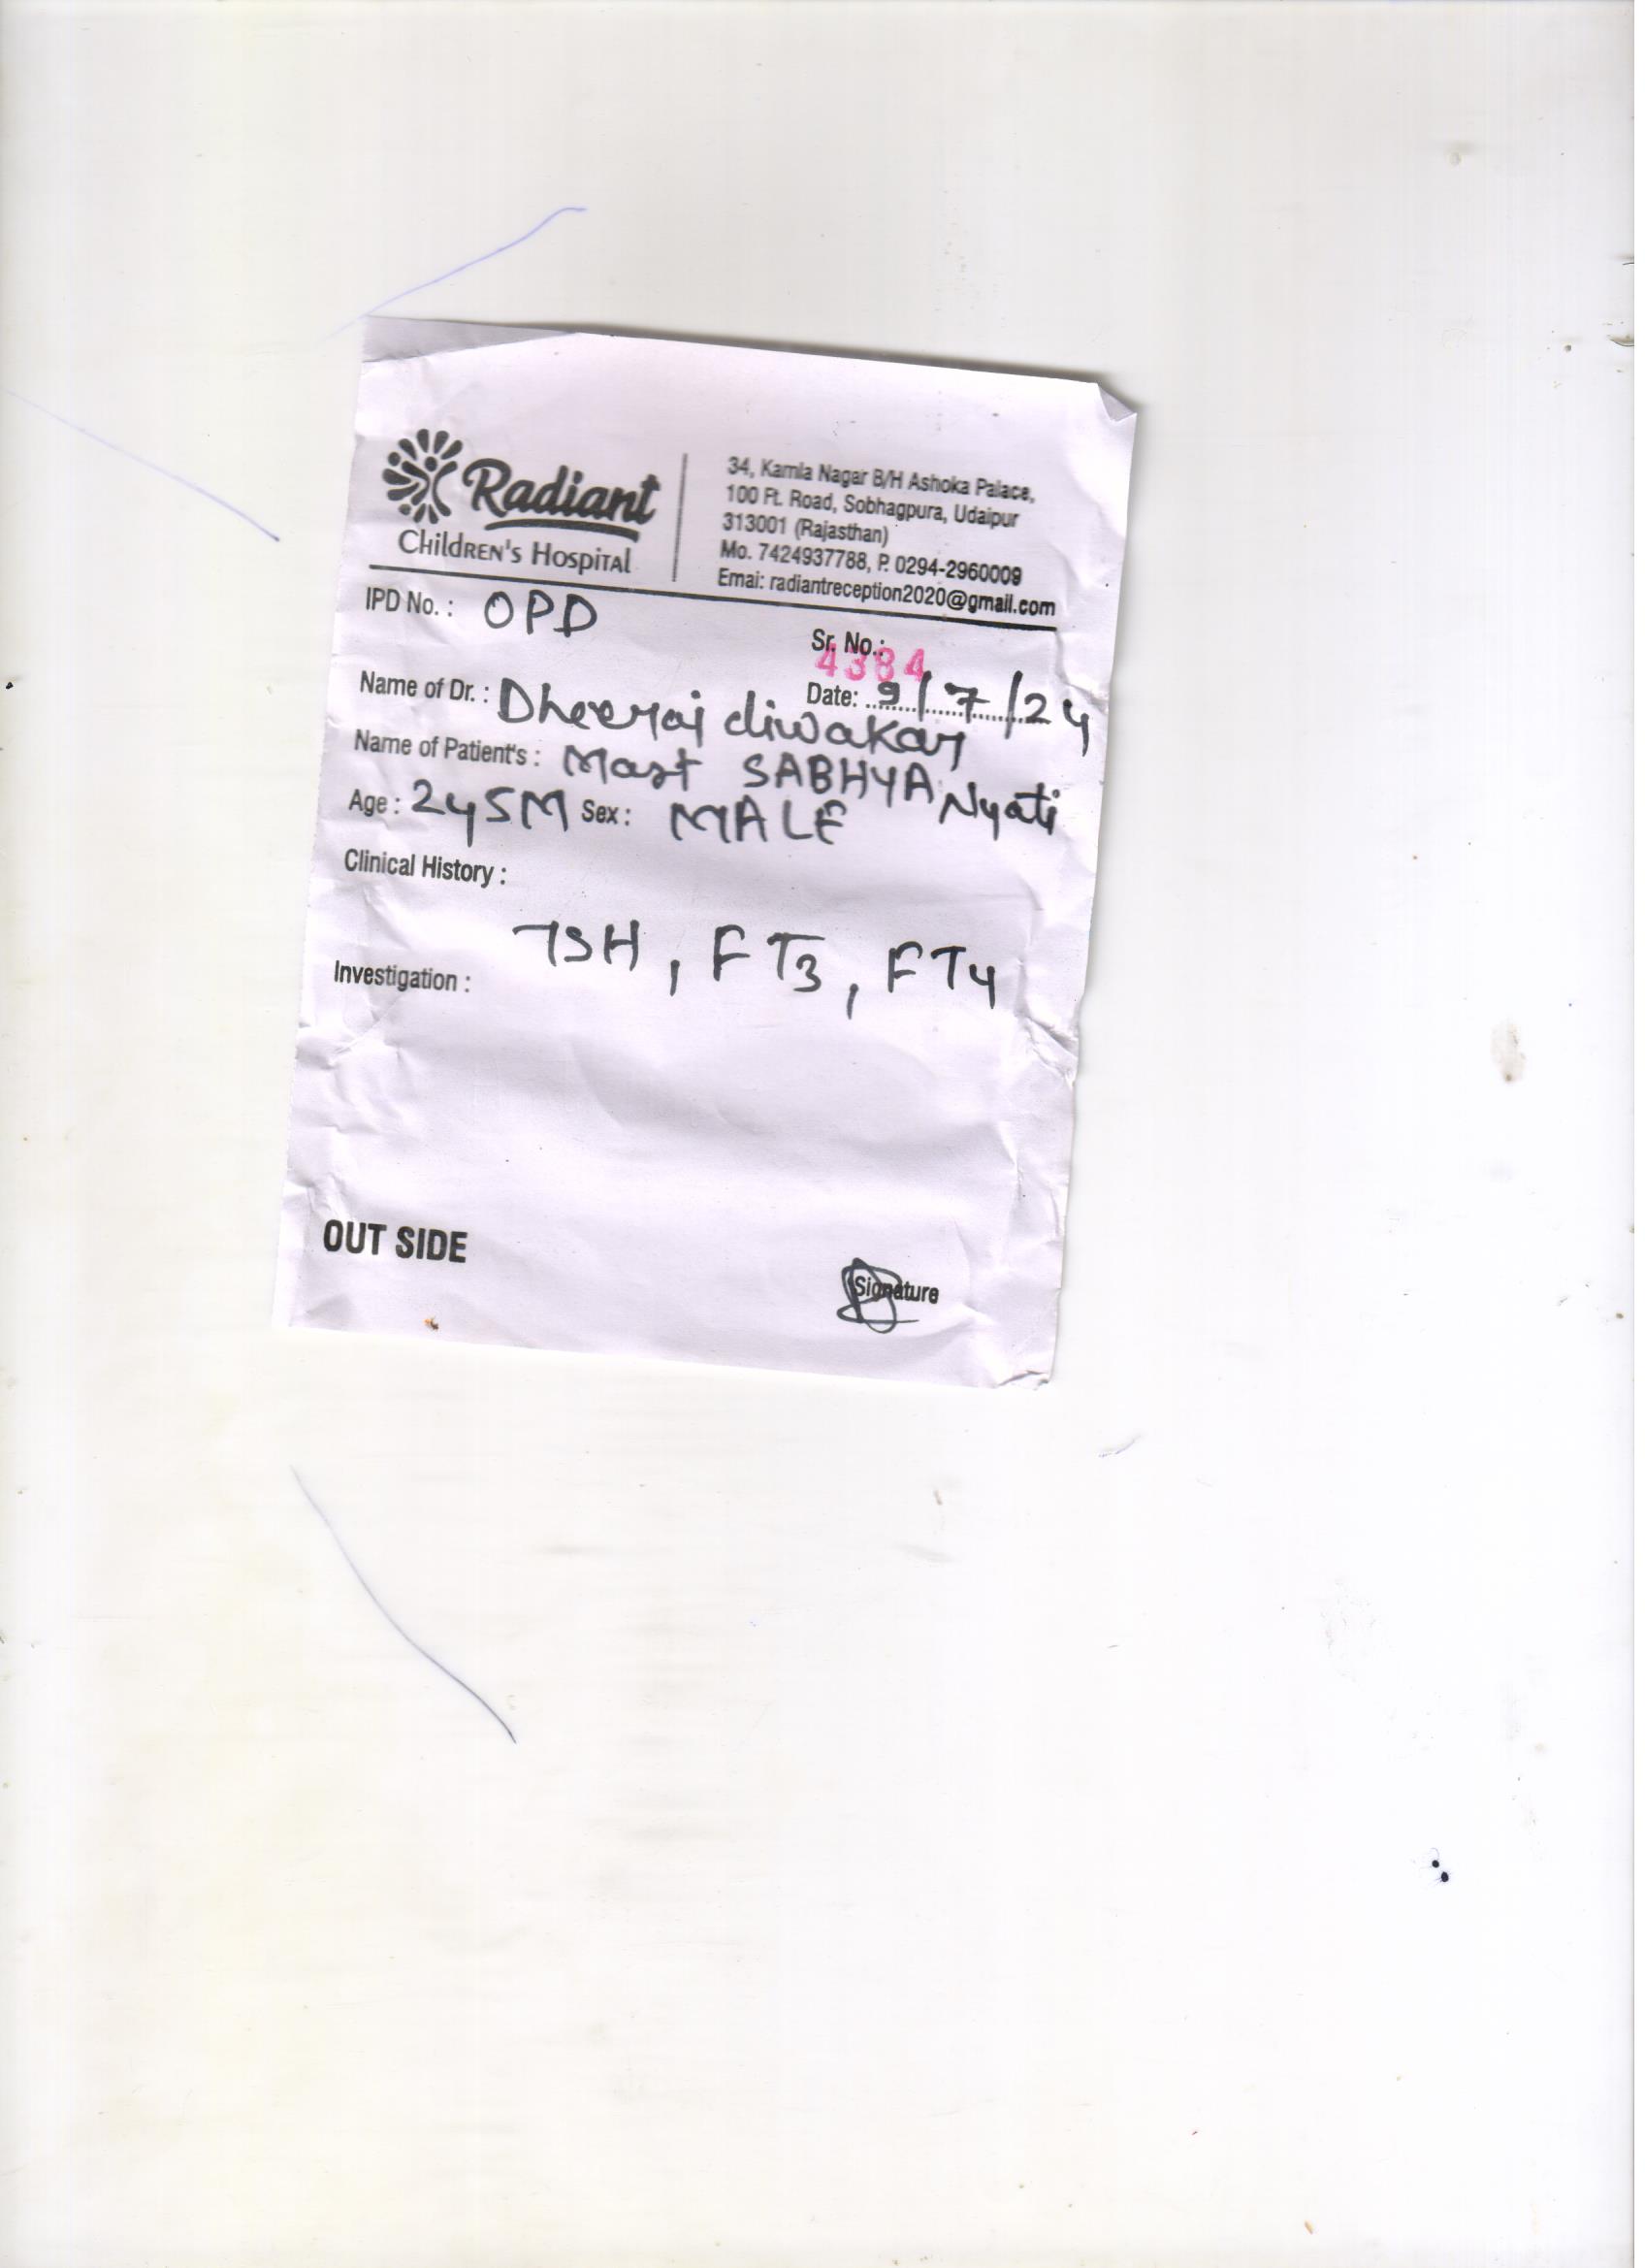 Radiant
Children's Hospital
34, Kamla Nagar B/H Ashoka Palace,
100 Ft. Road, Sobhagpura, Udaipur
313001 (Rajasthan)
Mo. 7424937788, P. 0294-2960009
Emai: radiantreception2020@gmail.com
IPD No. : OPD
Sr. No.:
4384
Date: 9/7/24
Name of Dr. : Dheeraj diwakar
Name of Patient's : Mast SABHYA Nyati
Age : 2y5M Sex : MALE
Clinical History :
TSH, FT3, FT4
Investigation :
OUT SIDE
Signature